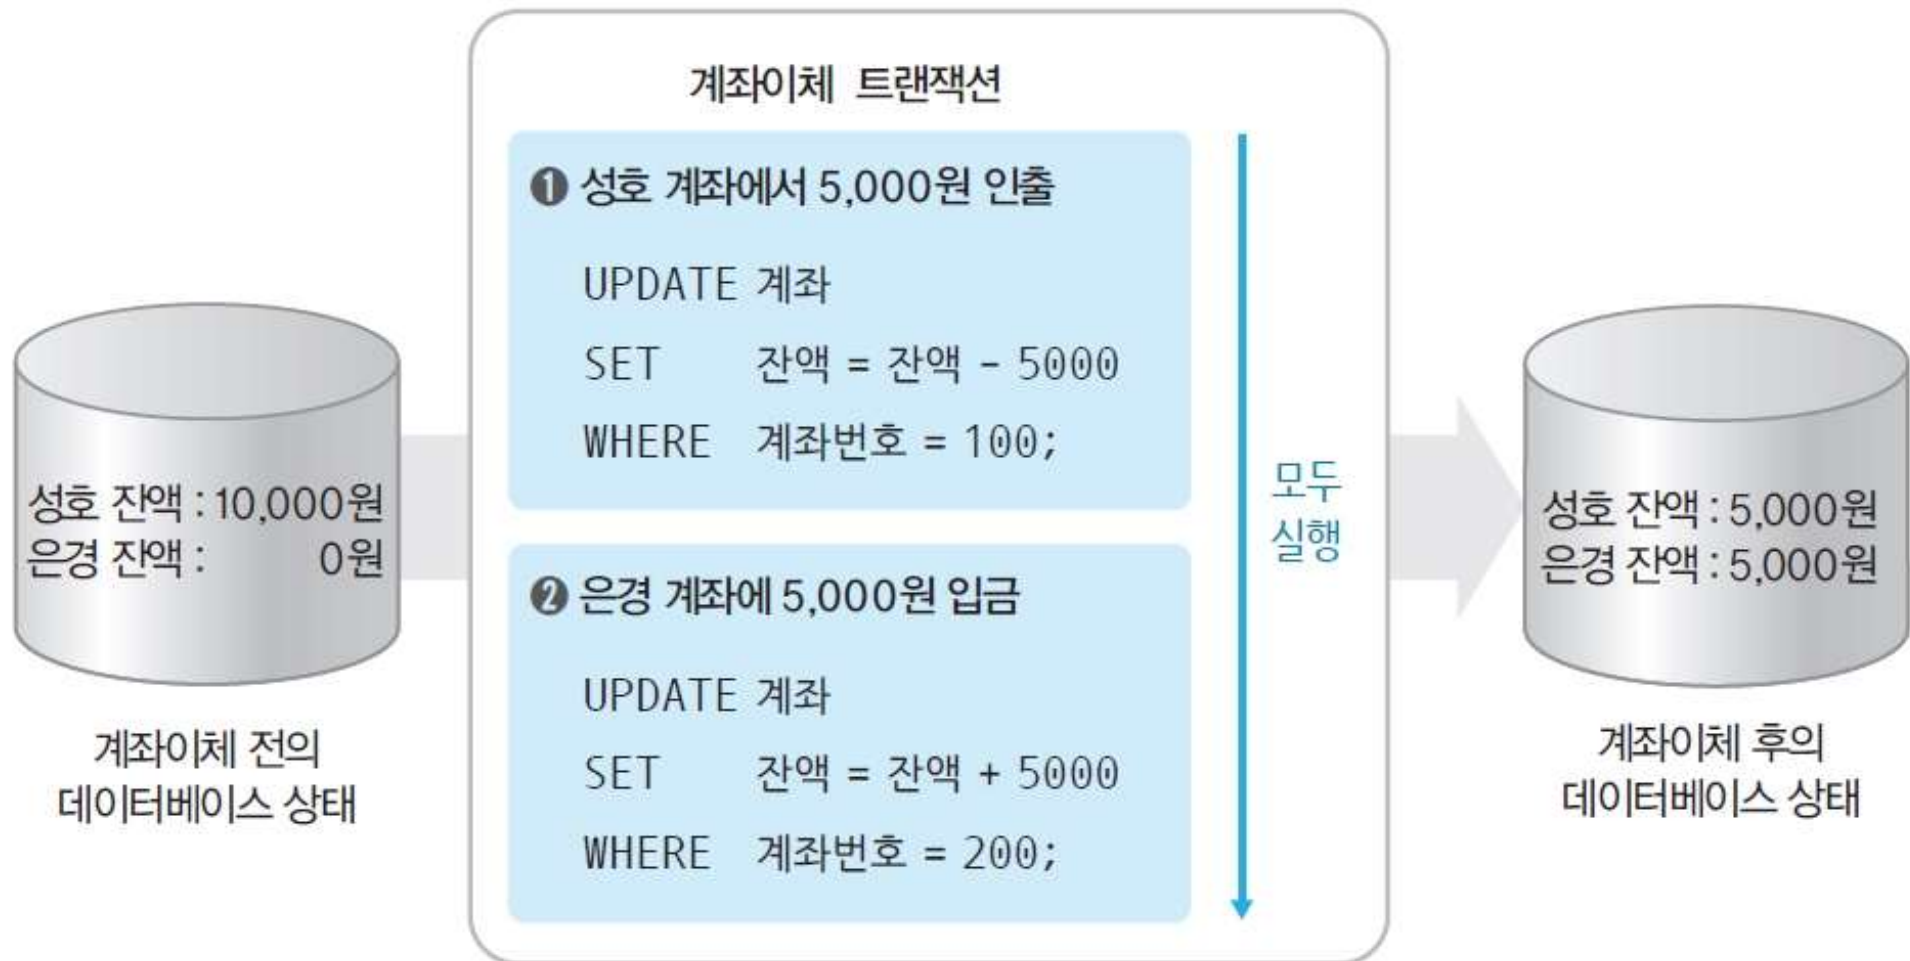 계좌이체 트랜잭션
❶ 성호 계좌에서 5,000원 인출
UPDATE 계좌
SET 잔액 = 잔액 - 5000
WHERE 계좌번호 = 100;
❷ 은경 계좌에 5,000원 입금
UPDATE 계좌
SET 잔액 = 잔액 + 5000
WHERE 계좌번호 = 200;
모두
실행
성호 잔액 : 10,000원
은경 잔액 : 0원
계좌이체 전의
데이터베이스 상태
성호 잔액 : 5,000원
은경 잔액 : 5,000원
계좌이체 후의
데이터베이스 상태